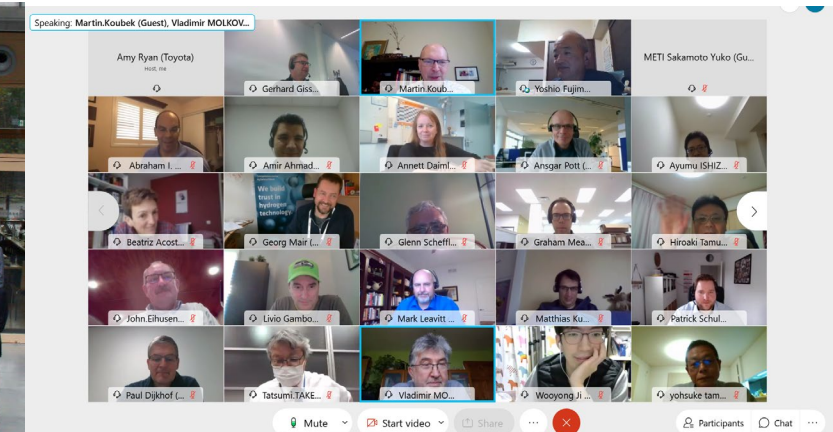 Speaking: Martin.Koubek (Guest), Vladimir MOLKOV...
Amy Ryan (Toyota)
Host, me
Gerhard Giss...
Martin.Koub...
Yoshio Fujim...
METI Sakamoto Yuko (Gu...
Abraham I. ...
Amir Ahmad...
Annett Daiml...
Ansgar Pott (...
Ayumu ISHIZ...
We build
trust in
hydrogen
technology
Beatriz Acost...
Georg Mair (...
Glenn Scheffl...
Graham Mea...
Hiroaki Tamu...
John.Eihusen...
Livio Gambo...
Mark Leavitt ...
Matthias Ku...
Patrick Schul...
Paul Dijkhof (...
Tatsumi.TAKE...
Vladimir MO...
Wooyong Ji ...
yohsuke tam...
Mute
Start video
Share
...
Participants
Chat
...